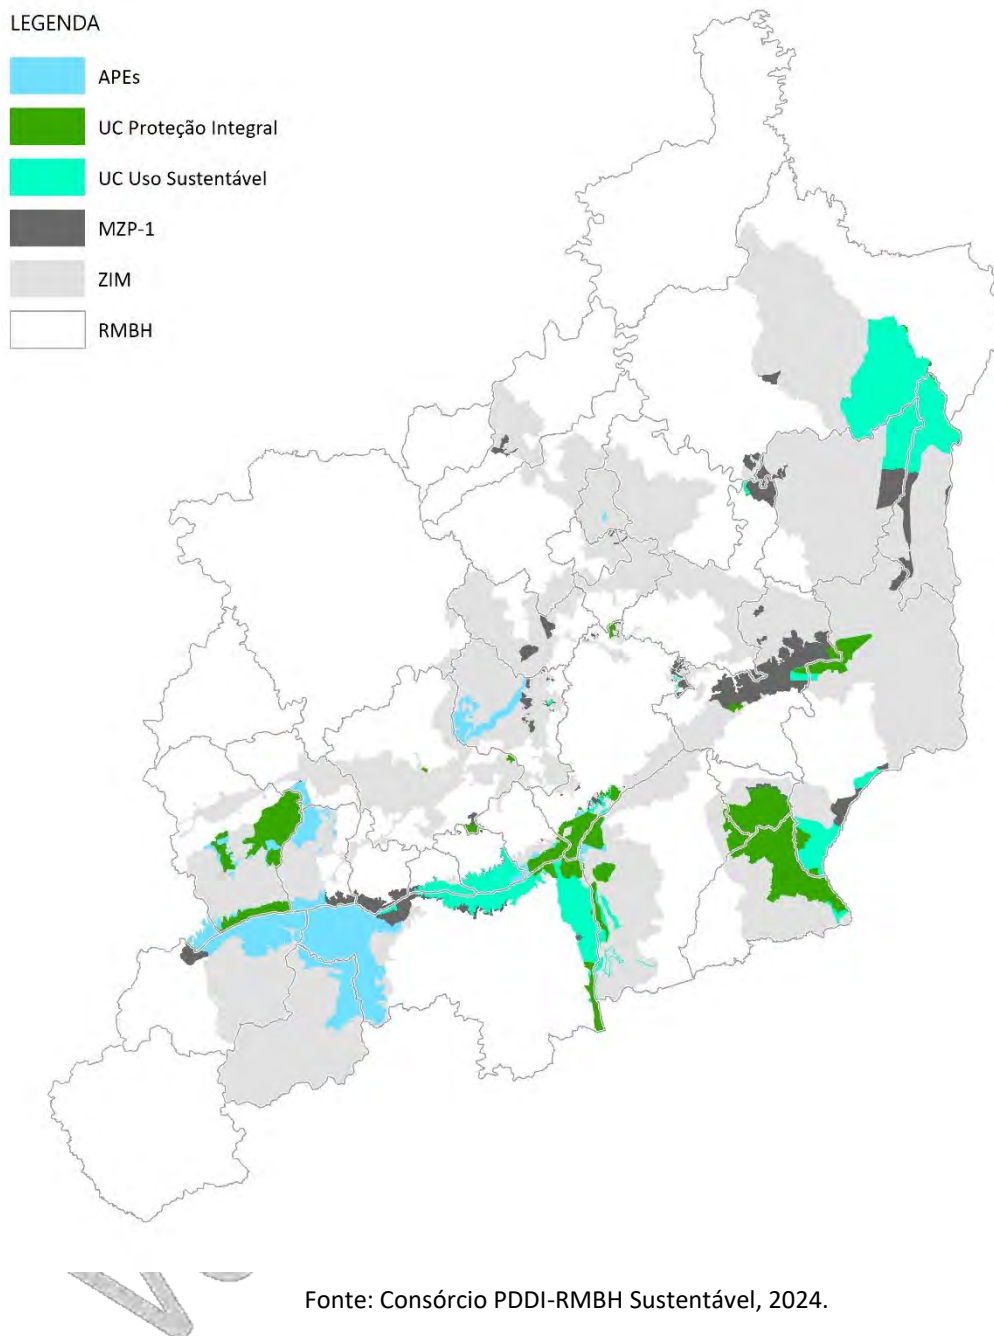 LEGENDA
APEs
UC Proteção Integral
UC Uso Sustentável
MZP-1
ZIM
RMBH
Fonte: Consórcio PDDI-RMBH Sustentável, 2024.